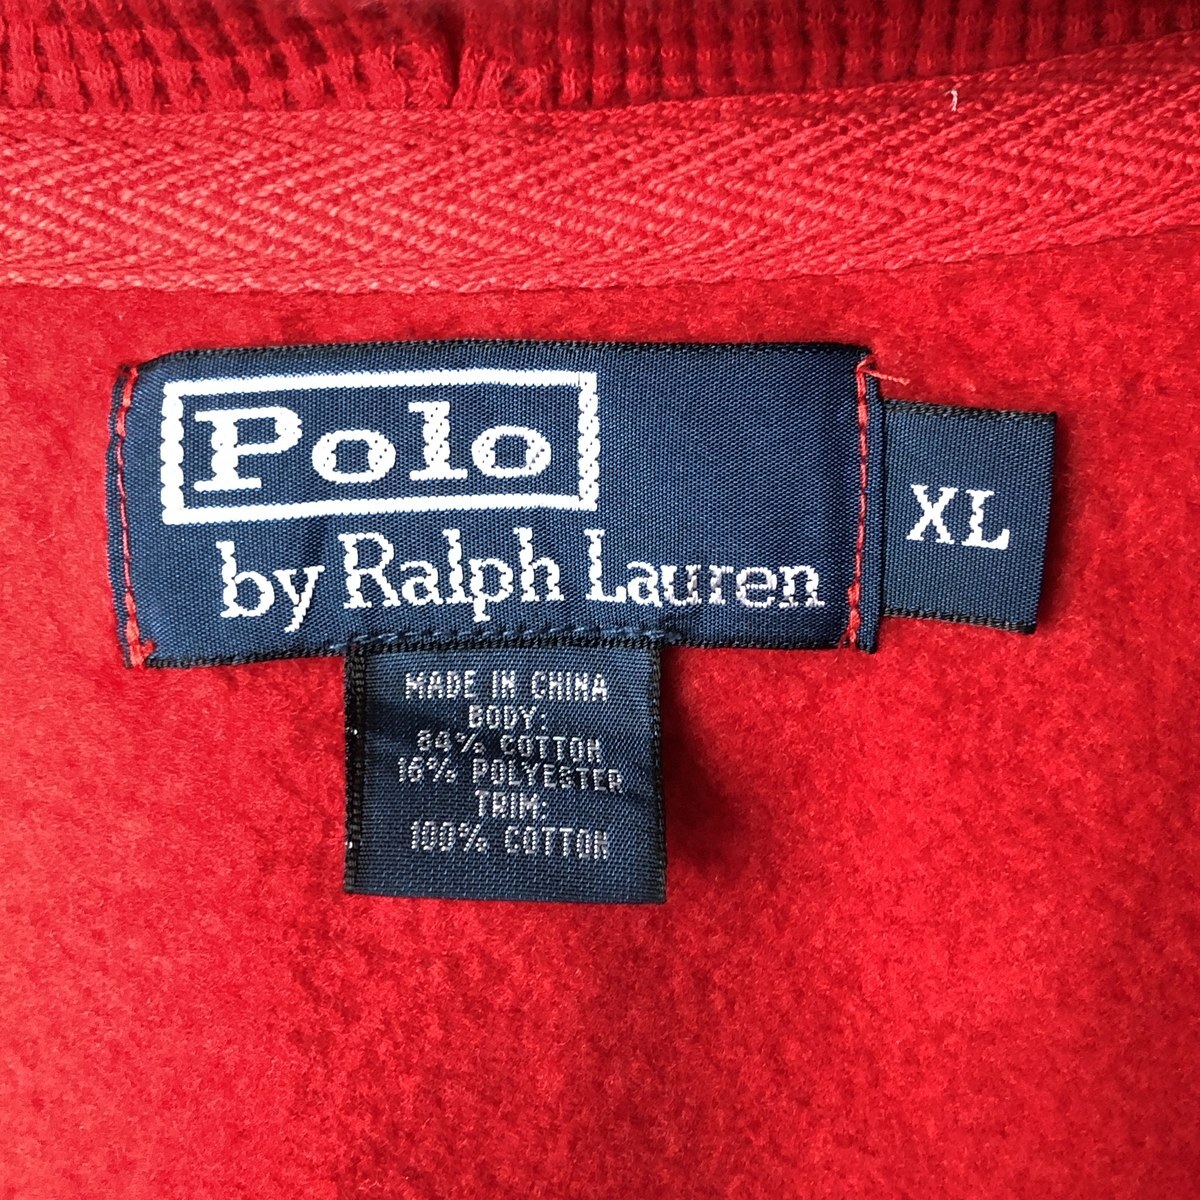 Polo
by Ralph Lauren
XL
MADE IN CHINA
BODY:
84% COTTON
16% POLYESTER
TRIM:
100% COTTON